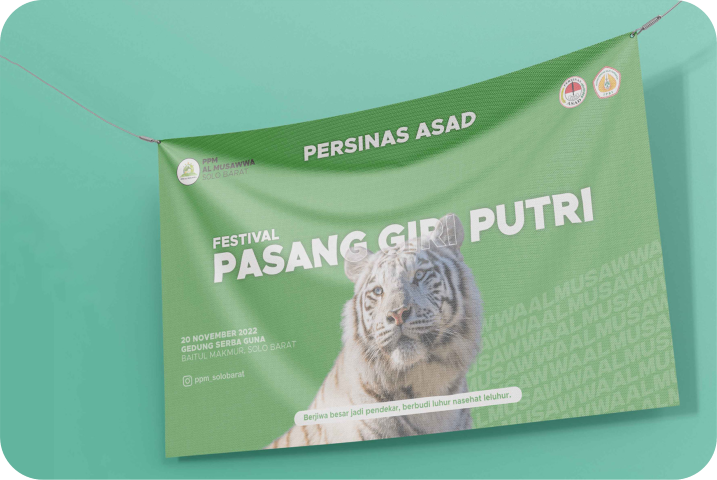 PERSINAS ASAD
PPM
AL MUSAWWA
SOLO BARAT
FESTIVAL
PASANG GIRI PUTRI
20 NOVEMBER 2022
GEDUNG SERBA GUNA
BAITUL MAKMUR, SOLO BARAT
ppm_solobarat
Berjiwa besar jadi pendekar, berbudi luhur nasehat leluhur.